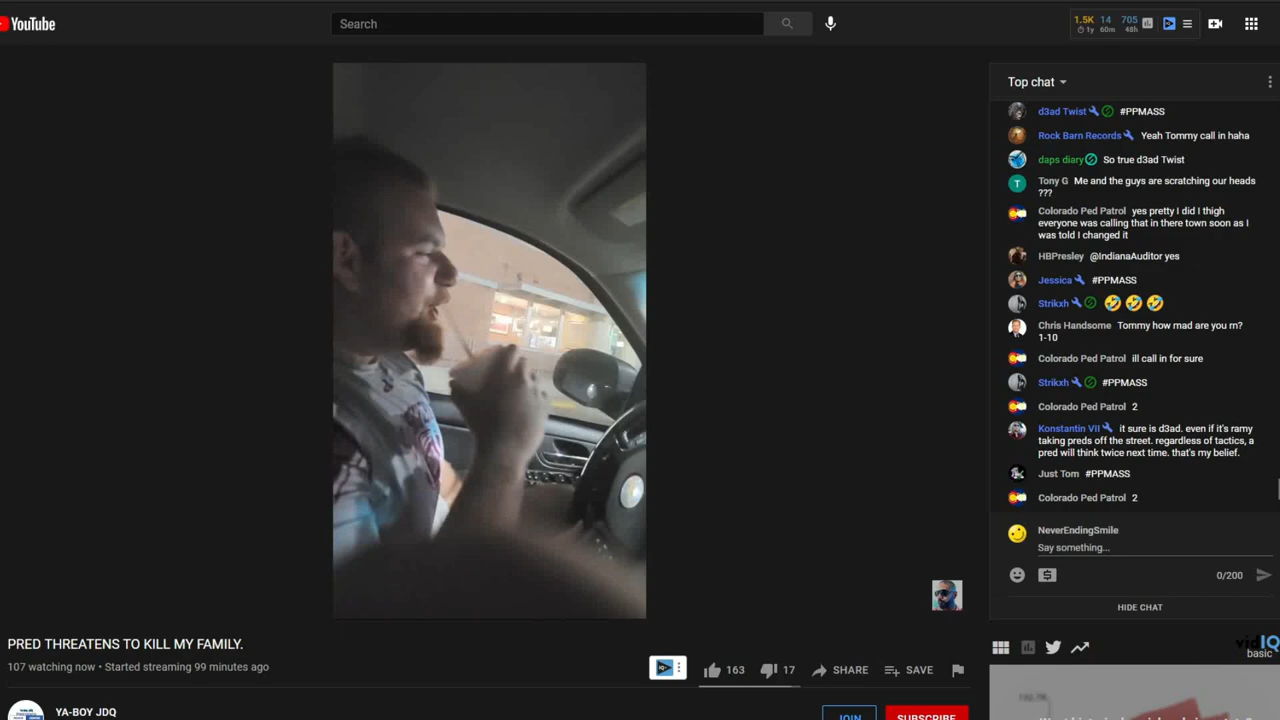 YouTube
Search
1.5K 14 705
1y 60m 48h
Top chat
d3ad Twist #PPMASS
Rock Barn Records Yeah Tommy call in haha
daps diary So true d3ad Twist
T
Tony G Me and the guys are scratching our heads
???
Colorado Ped Patrol yes pretty I did I thigh
everyone was calling that in there town soon as I
was told I changed it
HBPresley @IndianaAuditor yes
Jessica #PPMASS
Strikxh 🤣 🤣 🤣
Chris Handsome Tommy how mad are you rn?
1-10
Colorado Ped Patrol ill call in for sure
Strikxh #PPMASS
Colorado Ped Patrol 2
Konstantin VII it sure is d3ad. even if it's ramy
taking preds off the street. regardless of tactics, a
pred will think twice next time. that's my belief.
Just Tom #PPMASS
Colorado Ped Patrol 2
NeverEndingSmile
Say something...
0/200
HIDE CHAT
PRED THREATENS TO KILL MY FAMILY.
107 watching now • Started streaming 99 minutes ago
IQ
163
17
SHARE
SAVE
vidIQ
basic
YA-BOY JDQ
JOIN
SUBSCRIBE